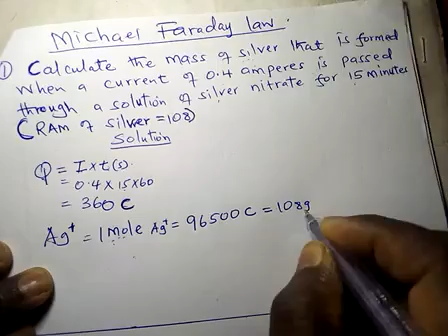 Michael Faraday law.
① Calculate the mass of silver that is formed
When a current of 0.4 amperes is passed
through a solution of silver nitrate for 15 minutes
(RAM of silver = 108)
Solution
Q = I x t(s).
= 0.4 x 15 x 60
= 360 C
Ag⁺ = 1 mole Ag⁺ = 96500 C = 108g